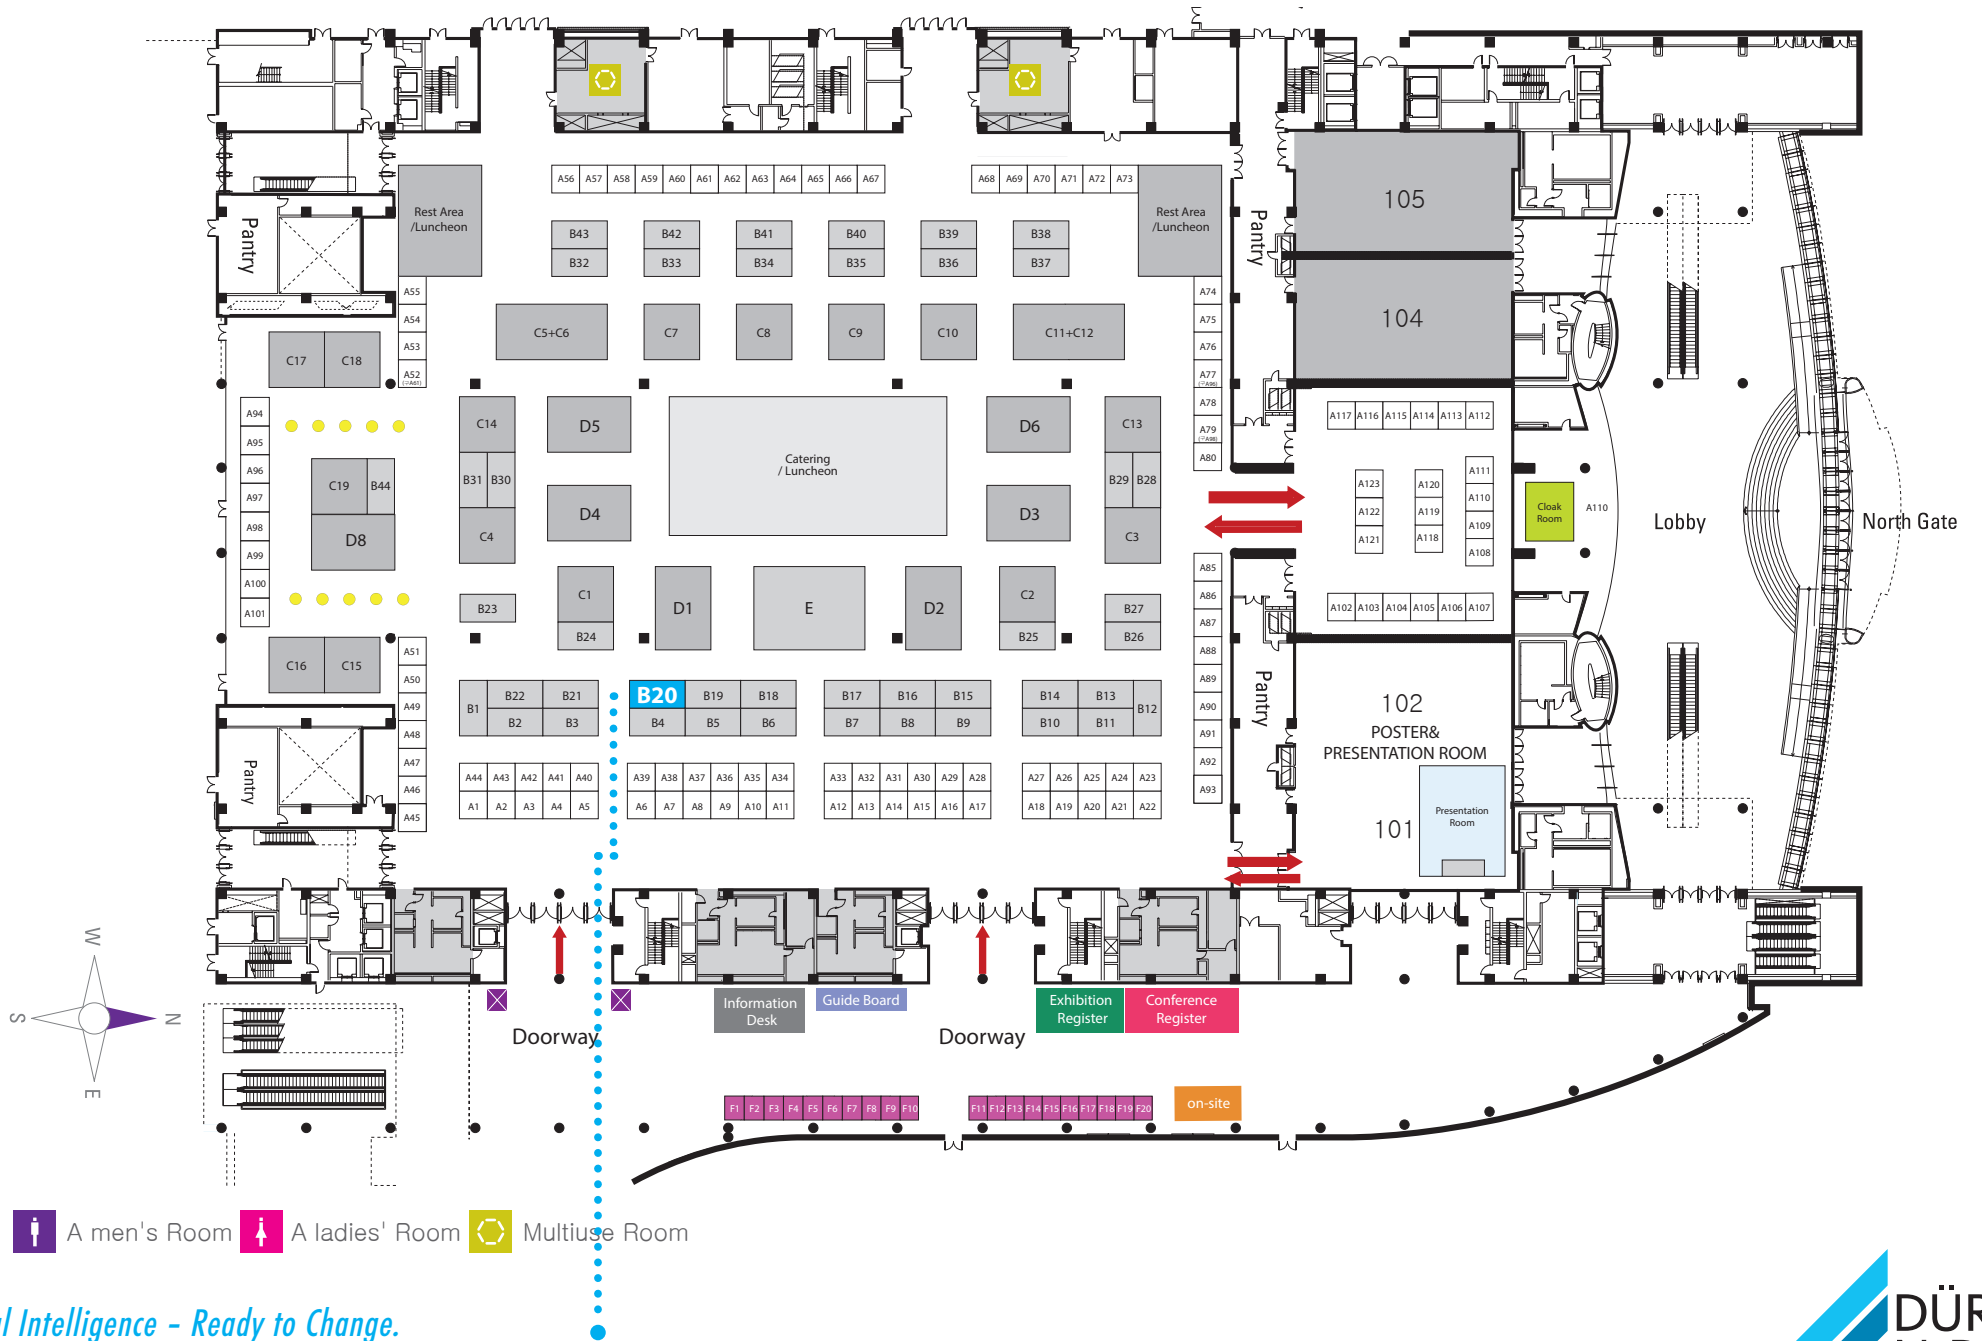 A56 A57 A58 A59 A60 A61 A62 A63 A64 A65 A66 A67
A68 A69 A70 A71 A72 A73
Rest Area
/Luncheon
Rest Area
/Luncheon
Pantry
Pantry
105
B43 B42 B41 B40 B39 B38
B32 B33 B34 B35 B36 B37
A55
A54
A53
A52
A74
A75
A76
A77
(구A96)
A78
A79
(구A98)
A80
C5+C6 C7 C8 C9 C10 C11+C12
104
C17 C18
A94
A95
A96
A97
A98
A99
A100
A101
C19 B44
D8
C14
B31 B30
C4
D5
D4
Catering
/ Luncheon
D6
D3
C13
B29 B28
C3
A117 A116 A115 A114 A113 A112
A123
A122
A121
A120
A119
A118
A111
A110
A109
A108
Cloak
Room
A110
Lobby
North Gate
A102 A103 A104 A105 A106 A107
B23
C1
B24
D1
E
D2
C2
B25
B27
B26
C16 C15
A51
A50
A49
A48
A47
A46
A45
A85
A86
A87
A88
A89
A90
A91
A92
A93
B1 B22 B21
B2 B3
B20 B19 B18
B4 B5 B6
B17 B16 B15
B7 B8 B9
B14 B13 B12
B10 B11
Pantry
Pantry
102
POSTER&
PRESENTATION ROOM
101
Presentation
Room
A44 A43 A42 A41 A40
A1 A2 A3 A4 A5
A39 A38 A37 A36 A35 A34
A6 A7 A8 A9 A10 A11
A33 A32 A31 A30 A29 A28
A12 A13 A14 A15 A16 A17
A27 A26 A25 A24 A23
A18 A19 A20 A21 A22
W
S
N
E
Information
Desk
Guide Board
Exhibition
Register
Conference
Register
Doorway
Doorway
F1 F2 F3 F4 F5 F6 F7 F8 F9 F10
F11 F12 F13 F14 F15 F16 F17 F18 F19 F20
on-site
A men's Room
A ladies' Room
Multiuse Room
Intelligence – Ready to Change.
DÜR